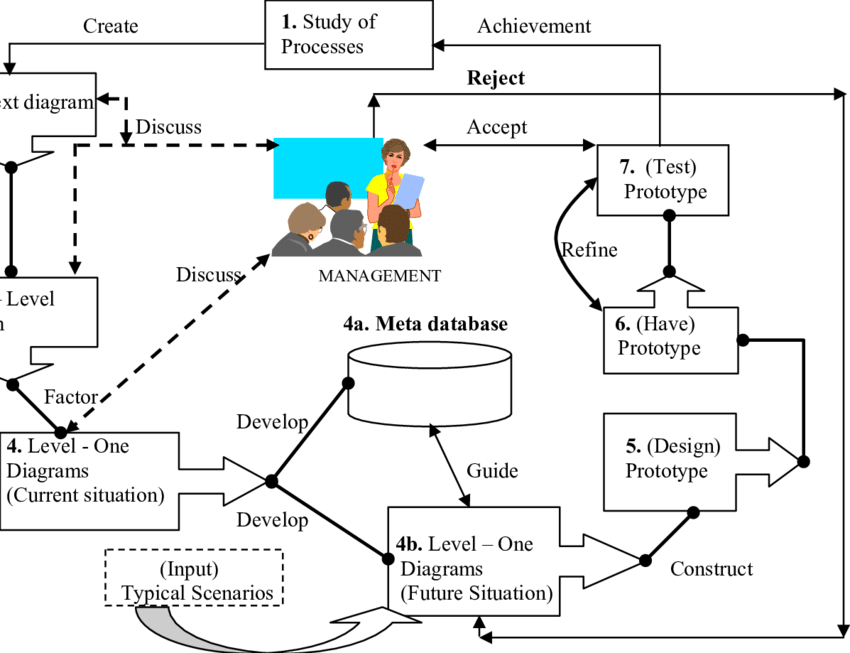 Create
1. Study of
Processes
Achievement
Reject
ext diagram
Discuss
Accept
7. (Test)
Prototype
Refine
Discuss
MANAGEMENT
- Level
n
4a. Meta database
6. (Have)
Prototype
Factor
Develop
4. Level - One
Diagrams
(Current situation)
Guide
5. (Design)
Prototype
Develop
4b. Level – One
Diagrams
(Future Situation)
Construct
(Input)
Typical Scenarios